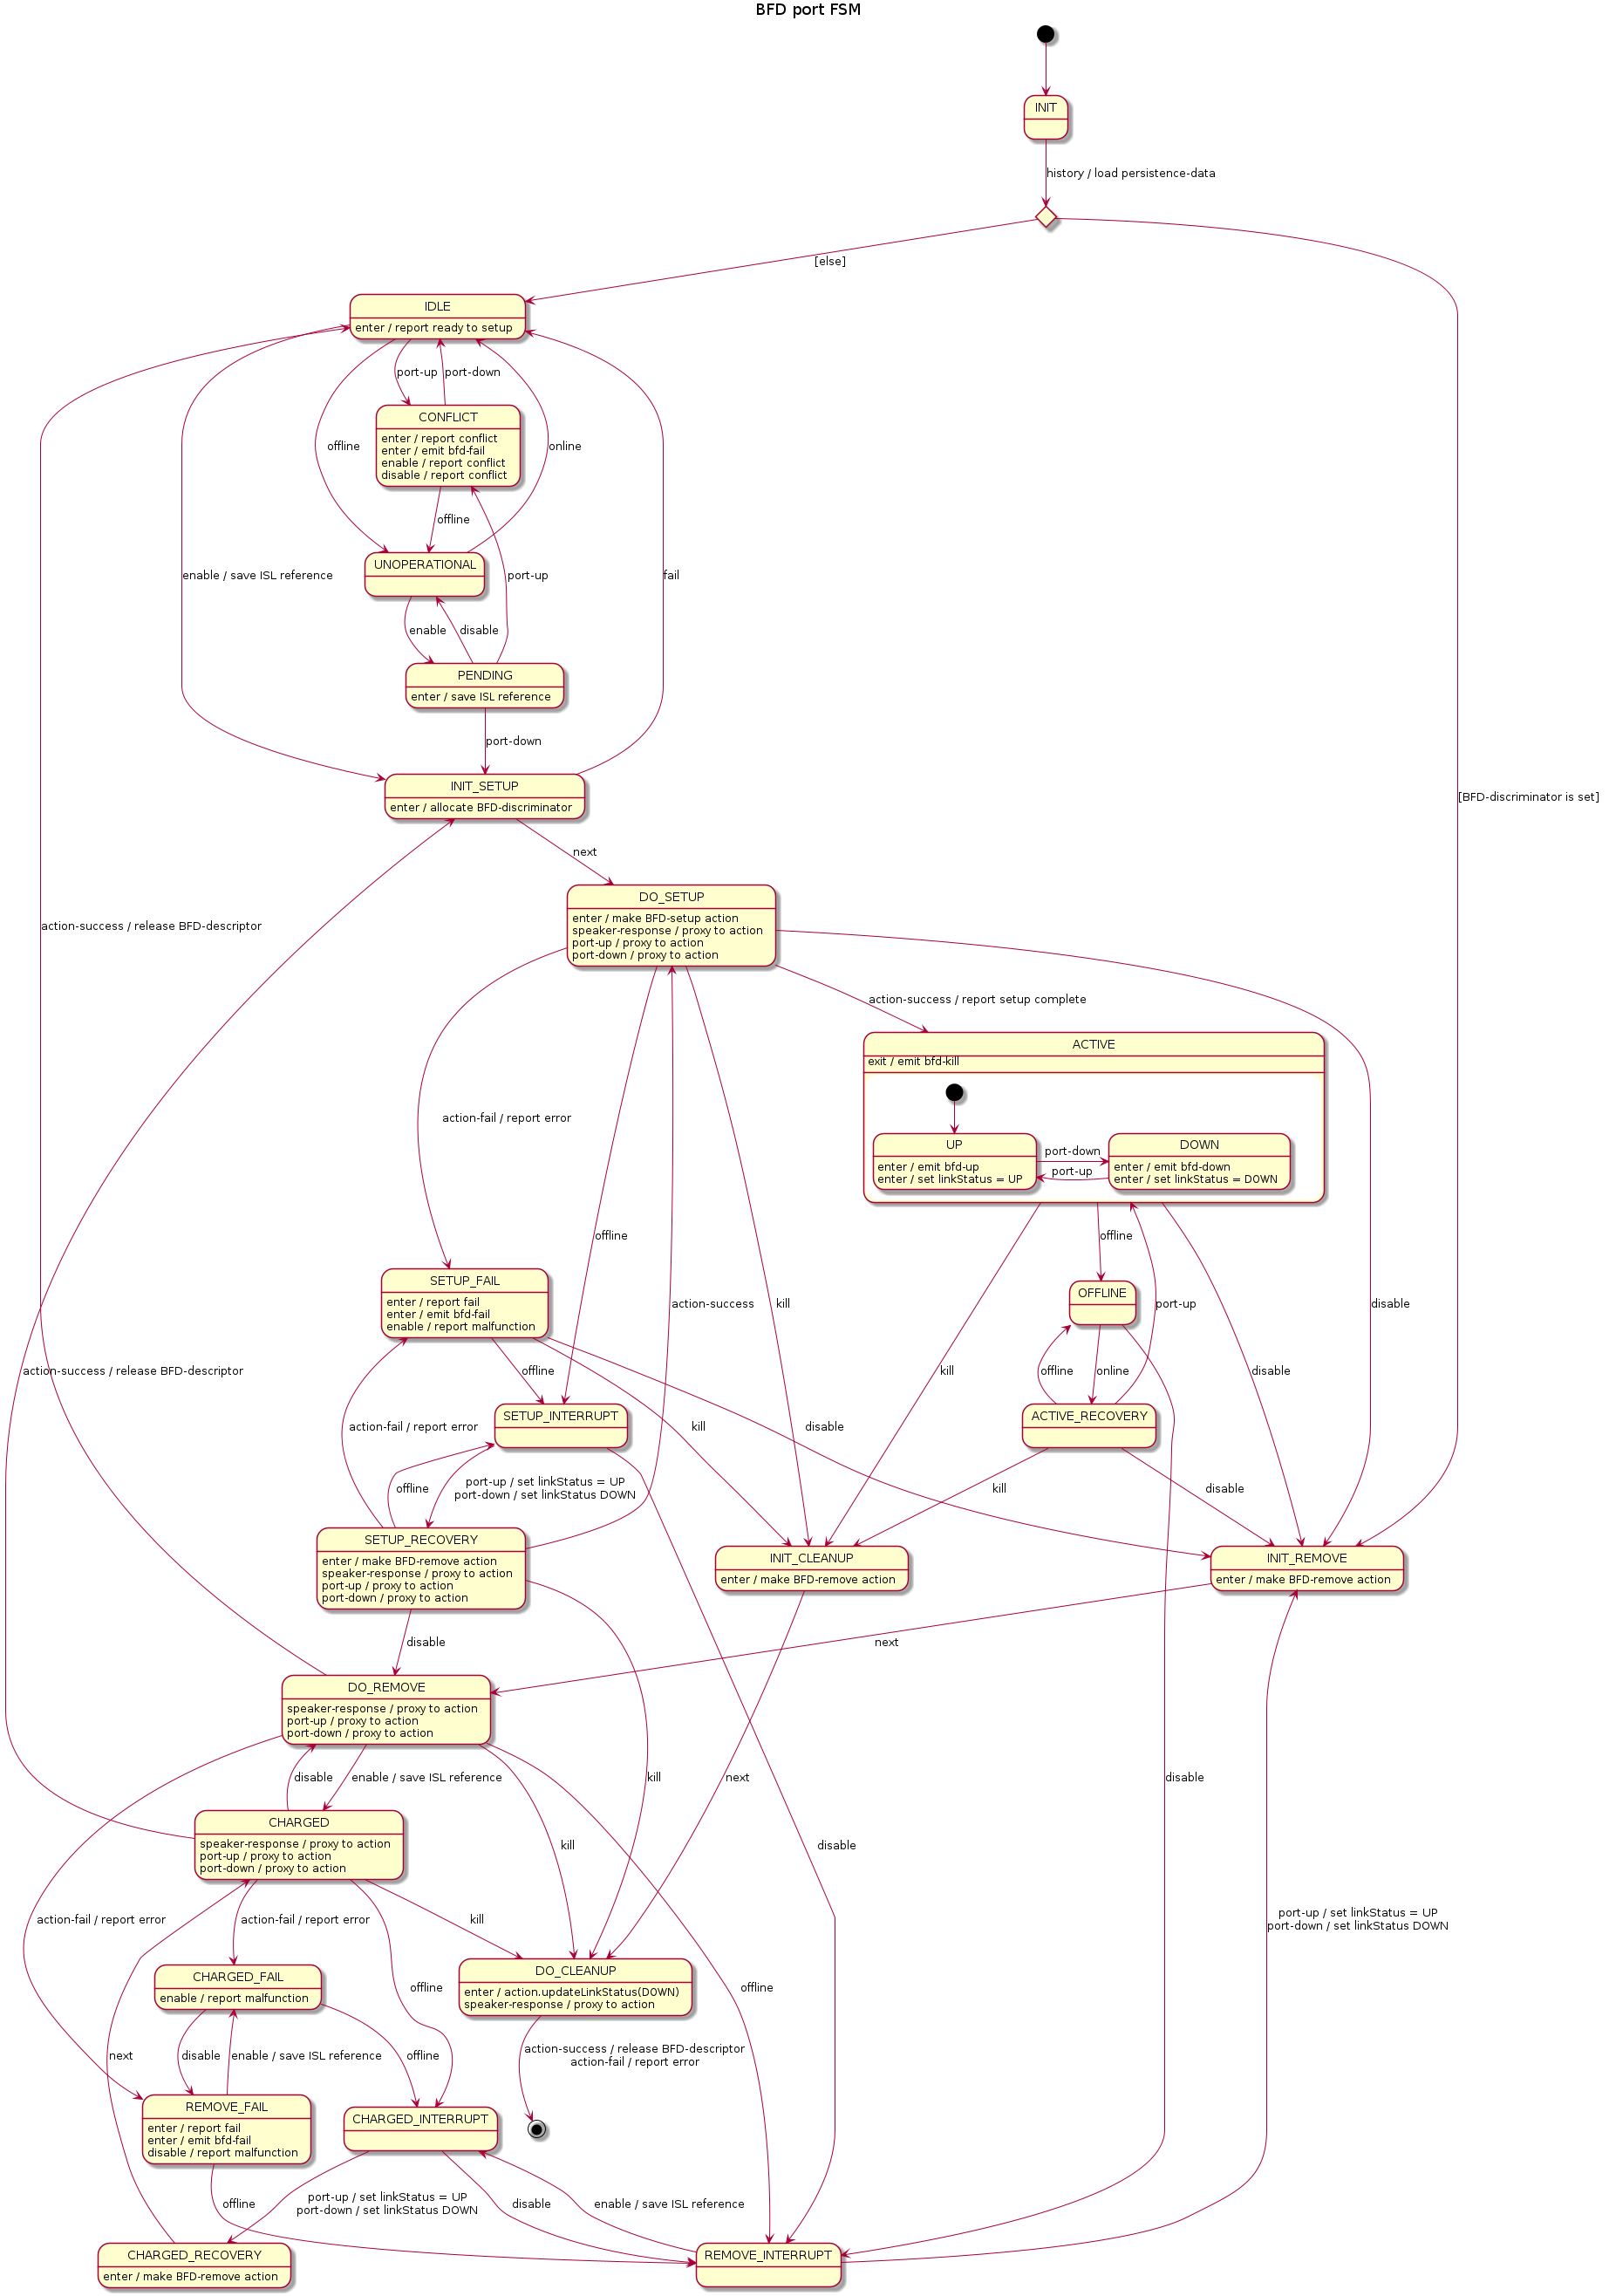 BFD port FSM
INIT
history / load persistence-data
[else]
IDLE
enter / report ready to setup
port-up
port-down
CONFLICT
enter / report conflict
enter / emit bfd-fail
enable / report conflict
disable / report conflict
offline
online
offline
UNOPERATIONAL
enable / save ISL reference
port-up
fail
enable
disable
PENDING
enter / save ISL reference
port-down
INIT_SETUP
enter / allocate BFD-discriminator
[BFD-discriminator is set]
next
DO_SETUP
enter / make BFD-setup action
speaker-response / proxy to action
port-up / proxy to action
port-down / proxy to action
action-success / release BFD-descriptor
action-success / report setup complete
ACTIVE
exit / emit bfd-kill
UP
enter / emit bfd-up
enter / set linkStatus = UP
port-down
port-up
DOWN
enter / emit bfd-down
enter / set linkStatus = DOWN
action-fail / report error
offline
offline
SETUP_FAIL
enter / report fail
enter / emit bfd-fail
enable / report malfunction
OFFLINE
action-success
kill
port-up
disable
action-success / release BFD-descriptor
offline
kill
offline
online
disable
SETUP_INTERRUPT
ACTIVE_RECOVERY
action-fail / report error
kill
disable
offline
port-up / set linkStatus = UP
port-down / set linkStatus DOWN
kill
disable
SETUP_RECOVERY
enter / make BFD-remove action
speaker-response / proxy to action
port-up / proxy to action
port-down / proxy to action
INIT_CLEANUP
enter / make BFD-remove action
INIT_REMOVE
enter / make BFD-remove action
disable
next
DO_REMOVE
speaker-response / proxy to action
port-up / proxy to action
port-down / proxy to action
disable
enable / save ISL reference
kill
next
disable
CHARGED
speaker-response / proxy to action
port-up / proxy to action
port-down / proxy to action
kill
disable
action-fail / report error
action-fail / report error
kill
port-up / set linkStatus = UP
port-down / set linkStatus DOWN
CHARGED_FAIL
enable / report malfunction
offline
DO_CLEANUP
enter / action.updateLinkStatus(DOWN)
speaker-response / proxy to action
offline
next
disable
enable / save ISL reference
offline
action-success / release BFD-descriptor
action-fail / report error
REMOVE_FAIL
enter / report fail
enter / emit bfd-fail
disable / report malfunction
CHARGED_INTERRUPT
offline
port-up / set linkStatus = UP
port-down / set linkStatus DOWN
disable
enable / save ISL reference
CHARGED_RECOVERY
enter / make BFD-remove action
REMOVE_INTERRUPT